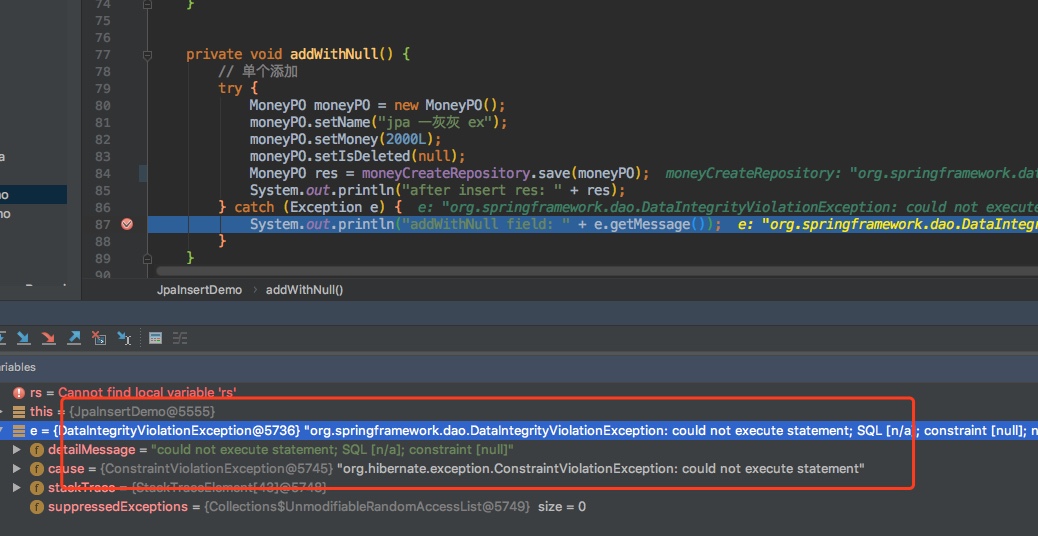 74 }
75
76
77 private void addWithNull() {
78 // 单个添加
79 try {
80 MoneyPO moneyPO = new MoneyPO();
81 moneyPO.setName("jpa 一灰灰 ex");
82 moneyPO.setMoney(2000L);
83 moneyPO.setIsDeleted(null);
84 MoneyPO res = moneyCreateRepository.save(moneyPO); moneyCreateRepository: "org.springframework.dat
85 System.out.println("after insert res: " + res);
86 } catch (Exception e) { e: "org.springframework.dao.DataIntegrityViolationException: could not execute
87 System.out.println("addWithNull field: " + e.getMessage()); e: "org.springframework.dao.DataIntegr
88 }
89 }
90
JpaInsertDemo › addWithNull()
riables
rs = Cannot find local variable 'rs'
this = {JpaInsertDemo@5555}
e = {DataIntegrityViolationException@5736} "org.springframework.dao.DataIntegrityViolationException: could not execute statement; SQL [n/a]; constraint [null]; n
detailMessage = "could not execute statement; SQL [n/a]; constraint [null]"
cause = {ConstraintViolationException@5745} "org.hibernate.exception.ConstraintViolationException: could not execute statement"
stackTrace = {StackTraceElement[43]@5748}
suppressedExceptions = {Collections$UnmodifiableRandomAccessList@5749} size = 0